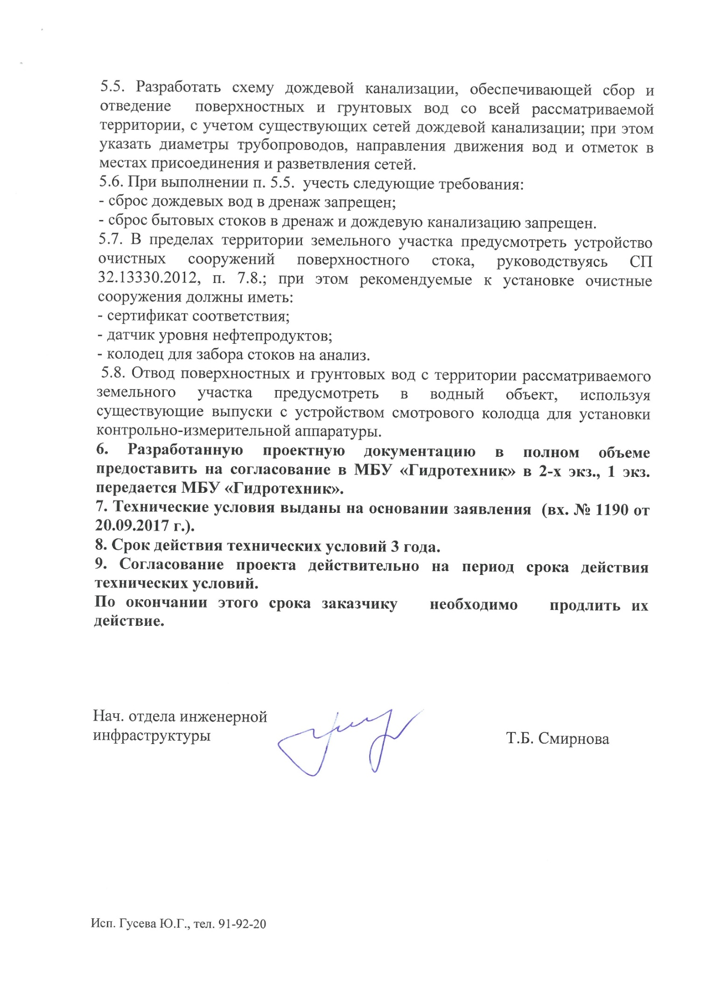 5.5. Разработать схему дождевой канализации, обеспечивающей сбор и
отведение поверхностных и грунтовых вод со всей рассматриваемой
территории, с учетом существующих сетей дождевой канализации; при этом
указать диаметры трубопроводов, направления движения вод и отметок в
местах присоединения и разветвления сетей.
5.6. При выполнении п. 5.5. учесть следующие требования:
- сброс дождевых вод в дренаж запрещен;
- сброс бытовых стоков в дренаж и дождевую канализацию запрещен.
5.7. В пределах территории земельного участка предусмотреть устройство
очистных сооружений поверхностного стока, руководствуясь СП
32.13330.2012, п. 7.8.; при этом рекомендуемые к установке очистные
сооружения должны иметь:
- сертификат соответствия;
- датчик уровня нефтепродуктов;
- колодец для забора стоков на анализ.
5.8. Отвод поверхностных и грунтовых вод с территории рассматриваемого
земельного участка предусмотреть в водный объект, используя
существующие выпуски с устройством смотрового колодца для установки
контрольно-измерительной аппаратуры.
6. Разработанную проектную документацию в полном объеме
предоставить на согласование в МБУ «Гидротехник» в 2-х экз., 1 экз.
передается МБУ «Гидротехник».
7. Технические условия выданы на основании заявления (вх. № 1190 от
20.09.2017 г.).
8. Срок действия технических условий 3 года.
9. Согласование проекта действительно на период срока действия
технических условий.
По окончании этого срока заказчику необходимо продлить их
действие.
Нач. отдела инженерной
инфраструктуры
Т.Б. Смирнова
Исп. Гусева Ю.Г., тел. 91-92-20